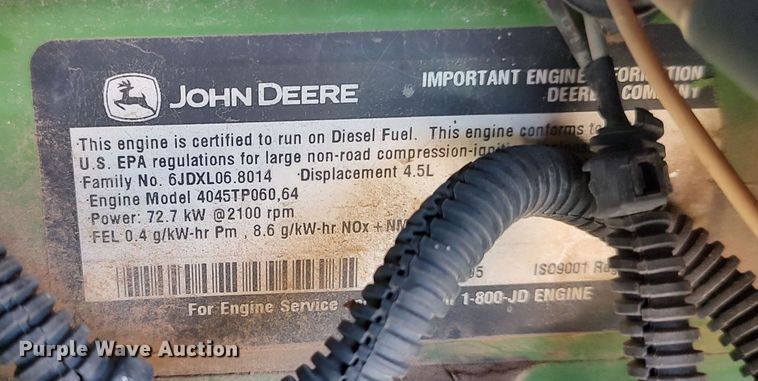 JOHN DEERE
IMPORTANT ENGINE
DEERE COMPANY
This engine is certified to run on Diesel Fuel. This engine conforms to
U.S. EPA regulations for large non-road compression-ignition
Family No. 6JDXL06.8014 Displacement 4.5L
Engine Model 4045TP060,64
Power: 72.7 kW @2100 rpm
FEL 0.4 g/kW-hr Pm , 8.6 g/kW-hr NOx +
ISO9001
For Engine Service 1-800-JD ENGINE
Purple Wave Auction